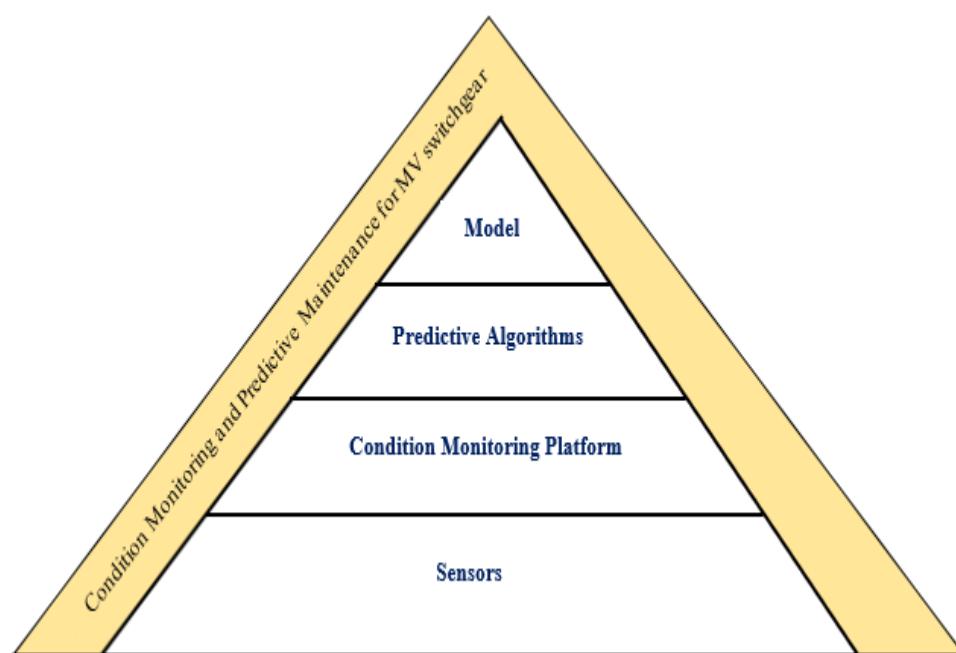 Condition Monitoring and Predictive Maintenance for MV switchgear
Model
Predictive Algorithms
Condition Monitoring Platform
Sensors